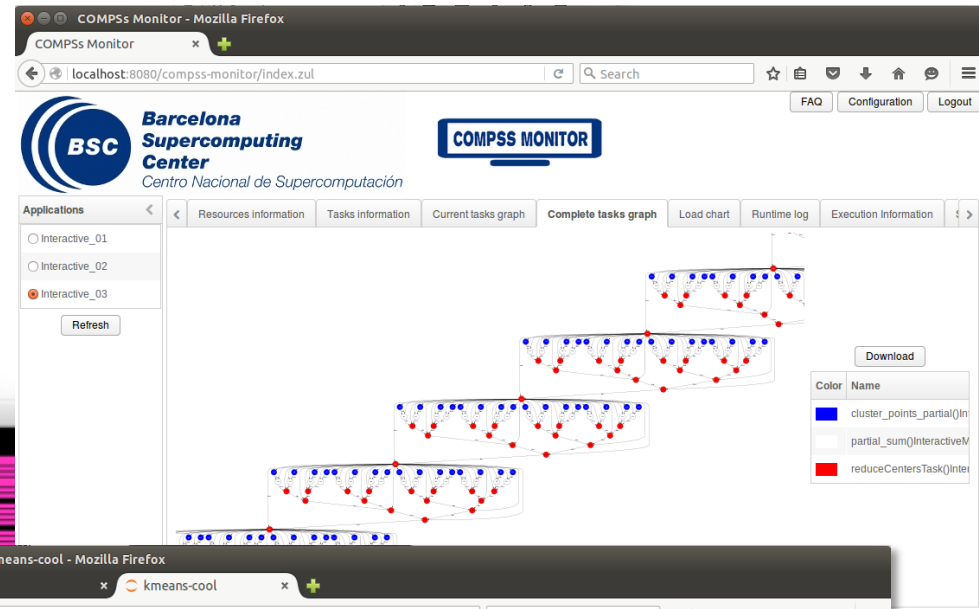 COMPSs Monitor - Mozilla Firefox
COMPSs Monitor
localhost:8080/compss-monitor/index.zul
Search
FAQ
Configuration
Logout
BSC
Barcelona
Supercomputing
Center
Centro Nacional de Supercomputación
COMPSS MONITOR
Applications
Resources information
Tasks information
Current tasks graph
Complete tasks graph
Load chart
Runtime log
Execution Information
Interactive_01
Interactive_02
Interactive_03
Refresh
Download
Color Name
cluster_points_partial()Int
partial_sum()InteractiveM
reduceCentersTask()Inter
means-cool - Mozilla Firefox
kmeans-cool